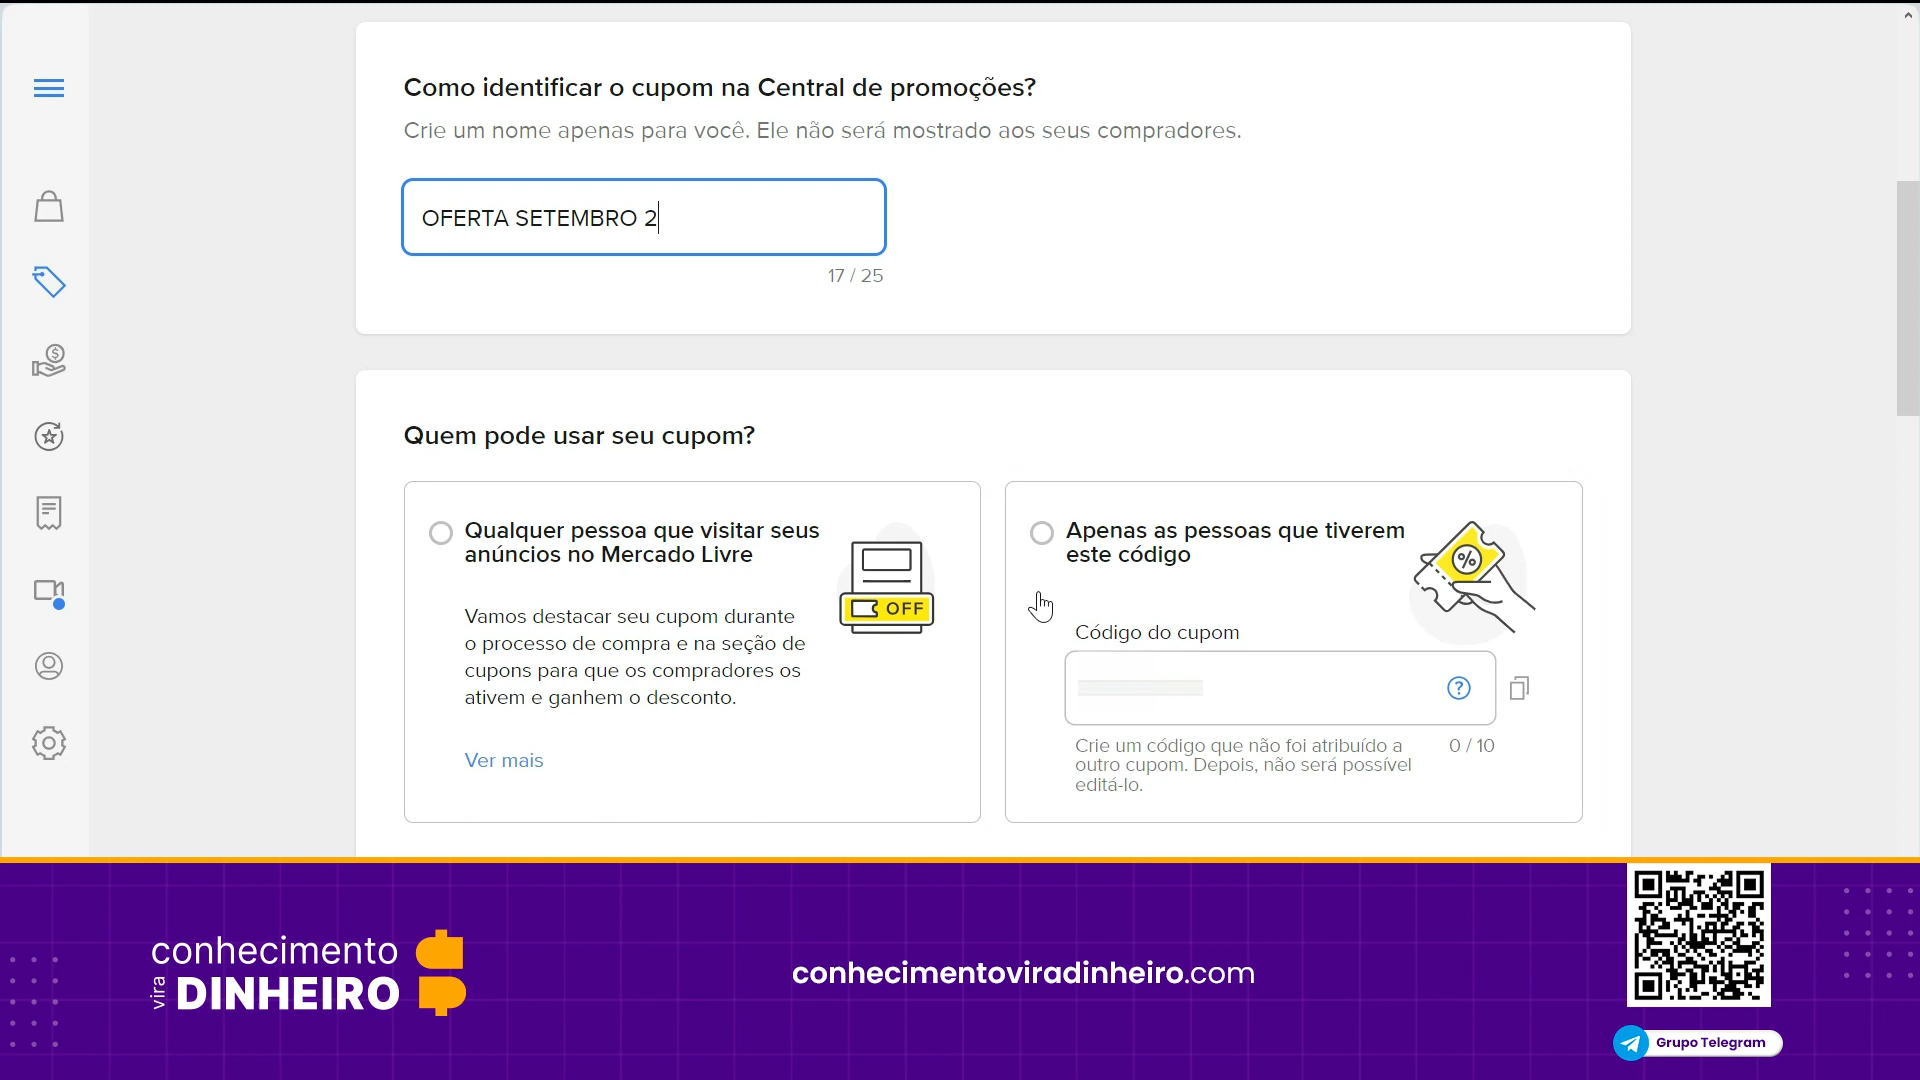 Como identificar o cupom na Central de promoções?
Crie um nome apenas para você. Ele não será mostrado aos seus compradores.
OFERTA SETEMBRO 2
17 / 25
Quem pode usar seu cupom?
Qualquer pessoa que visitar seus
anúncios no Mercado Livre
OFF
Vamos destacar seu cupom durante
o processo de compra e na seção de
cupons para que os compradores os
ativem e ganhem o desconto.
Ver mais
Apenas as pessoas que tiverem
este código
%
Código do cupom
?
Crie um código que não foi atribuído a
outro cupom. Depois, não será possível
editá-lo.
0 / 10
conhecimento
vira DINHEIRO
conhecimentoviradinheiro.com
Grupo Telegram